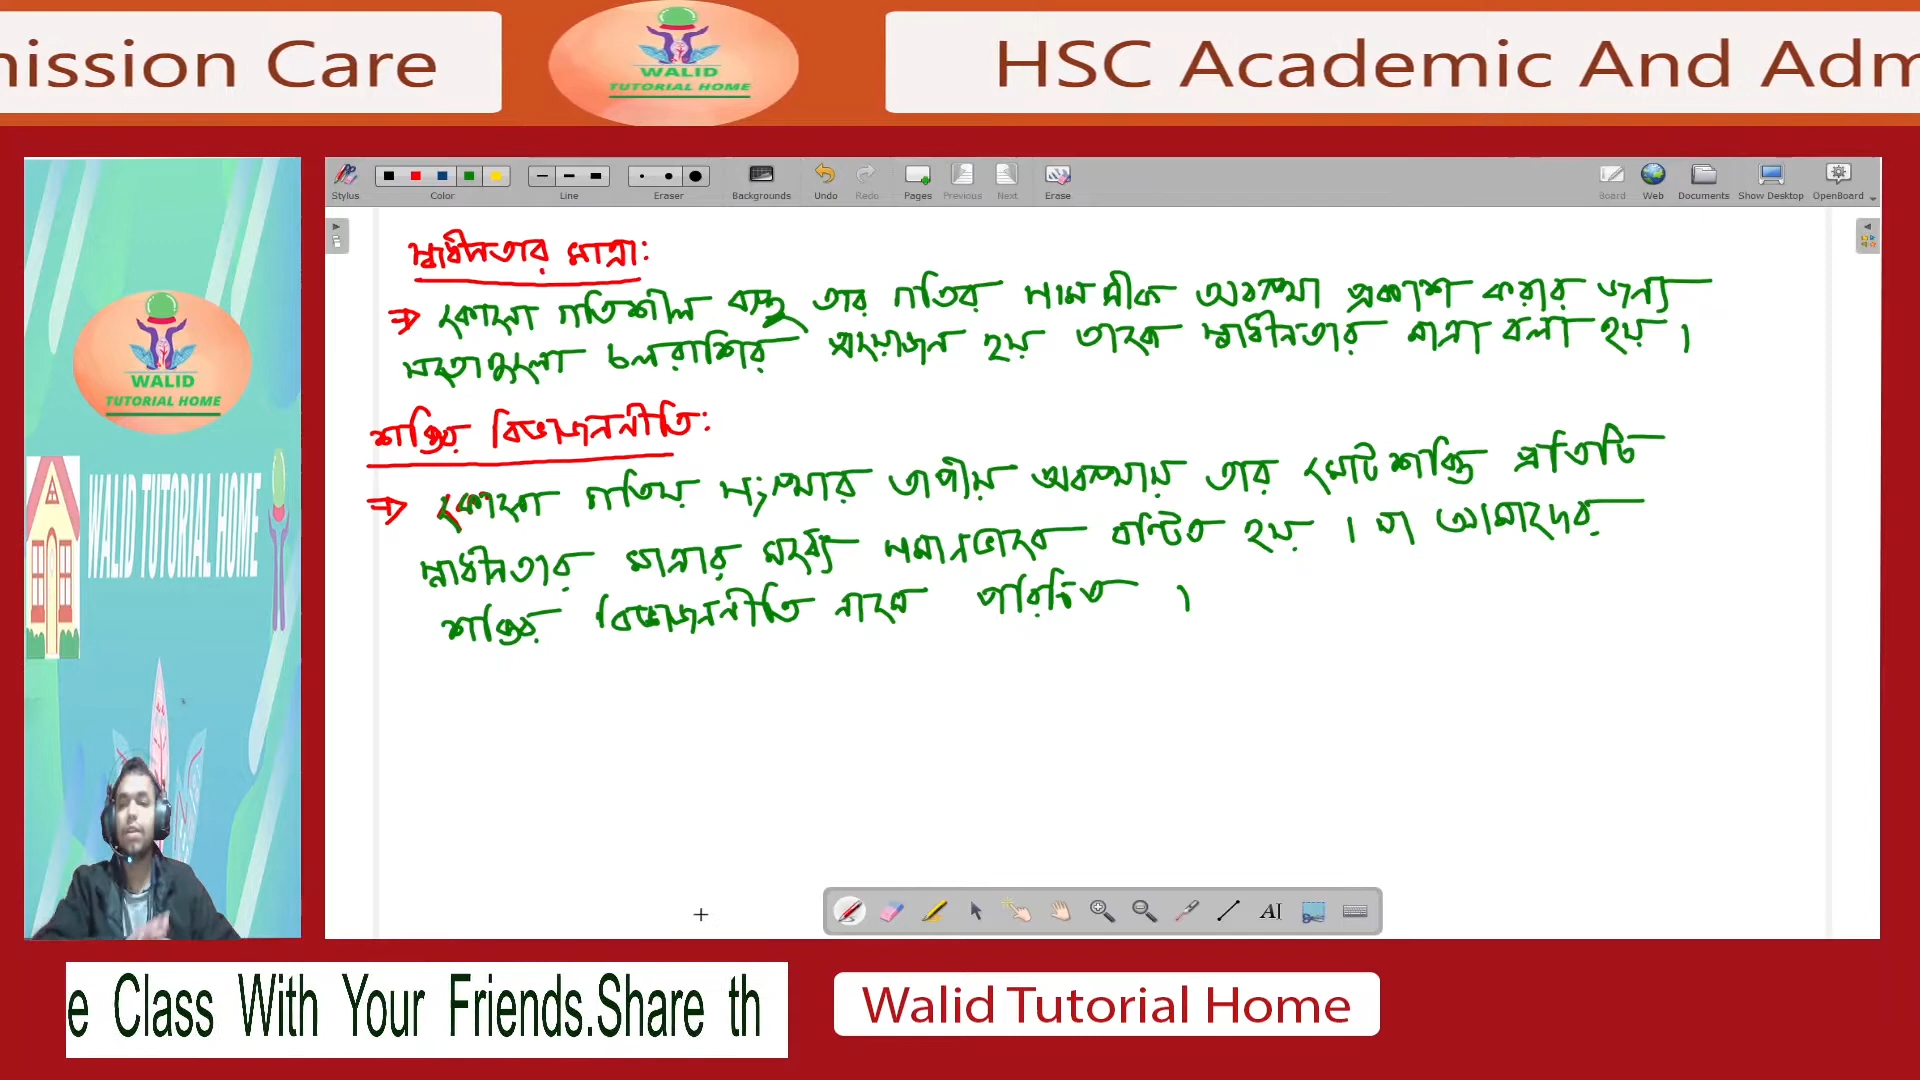 mission Care
WALID
TUTORIAL HOME
HSC Academic And Adm
Stylus
Color
Line
Eraser
Backgrounds
Undo
Redo
Pages
Previous
Next
Erase
Board
Web
Documents
Show Desktop
OpenBoard
স্বাধীনতার মাত্রা:
⇒ কোনো গতিশীল বস্তু তার গতির সামগ্রীক অবস্থা প্রকাশ করার জন্য
যতোগুলো চলরাশির প্রয়োজন হয় তাকে স্বাধীনতার মাত্রা বলা হয়।
শক্তির বিভাজননীতি:
⇒ কোনো গতিয় সংস্থার তাপীয় অবস্থায় তার মোট শক্তি প্রতিটি
স্বাধীনতার মাত্রার মধ্যে সমানভাবে বন্টিত হয়। যা আমাদের
শক্তির বিভাজননীতি নামে পরিচিত।
WALID
TUTORIAL HOME
WALID TUTORIAL HOME
AI
e Class With Your Friends.Share th
Walid Tutorial Home